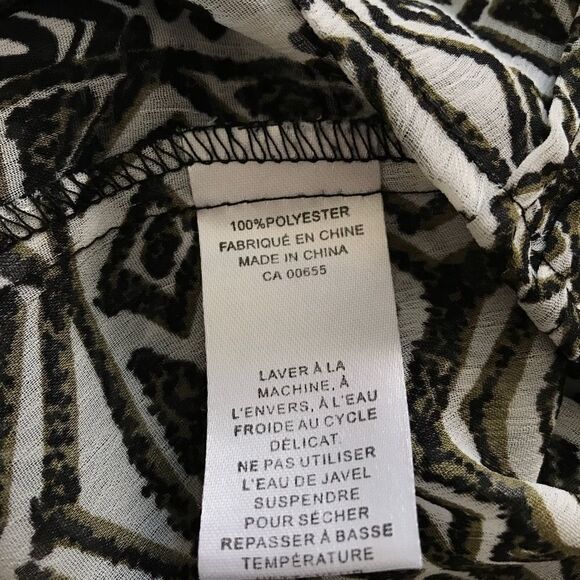 100%POLYESTER
FABRIQUÉ EN CHINE
MADE IN CHINA
CA 00655
LAVER À LA
MACHINE, À
L'ENVERS, À L'EAU
FROIDE AU CYCLE
DÉLICAT.
NE PAS UTILISER
L'EAU DE JAVEL
SUSPENDRE
POUR SÉCHER
REPASSER À BASSE
TEMPÉRATURE